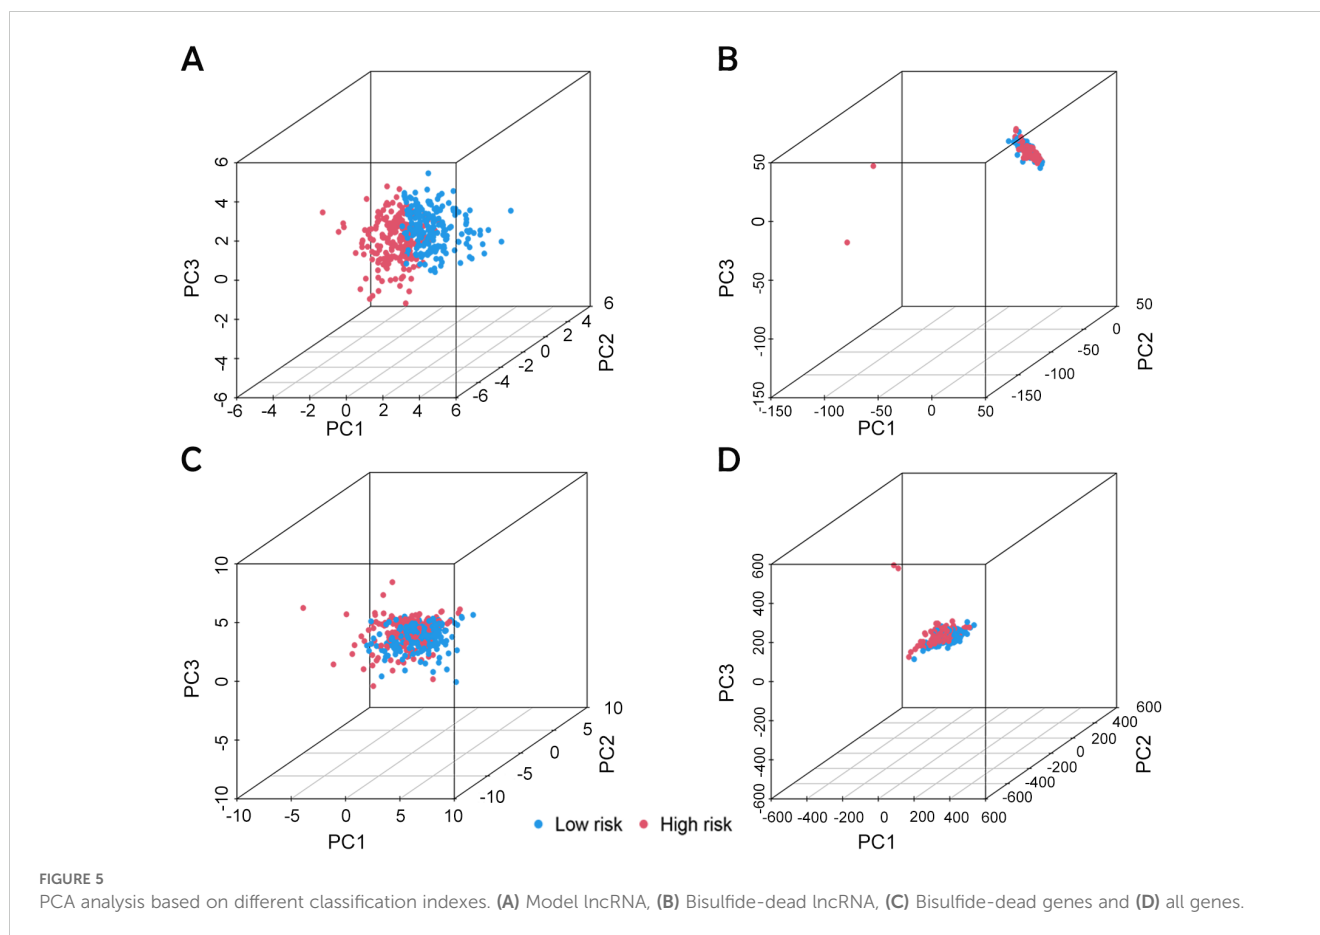 A
B
6
4
2
0
-2
-4
-6
PC3
-6 -4 -2 0 2 4 6
PC1
-6 -4 -2 0 2 4 6
PC2
50
0
-50
-100
-150
PC3
-150 -100 -50 0 50
PC1
-150 -100 -50 0 50
PC2
C
D
10
5
0
-5
-10
PC3
-10 -5 0 5 10
PC1
-10 -5 0 5 10
PC2
600
400
200
0
-200
-400
-600
PC3
-600 -400 -200 0 200 400 600
PC1
-600 -400 -200 0 200 400 600
PC2
Low risk High risk
FIGURE 5
PCA analysis based on different classification indexes. (A) Model lncRNA, (B) Bisulfide-dead lncRNA, (C) Bisulfide-dead genes and (D) all genes.